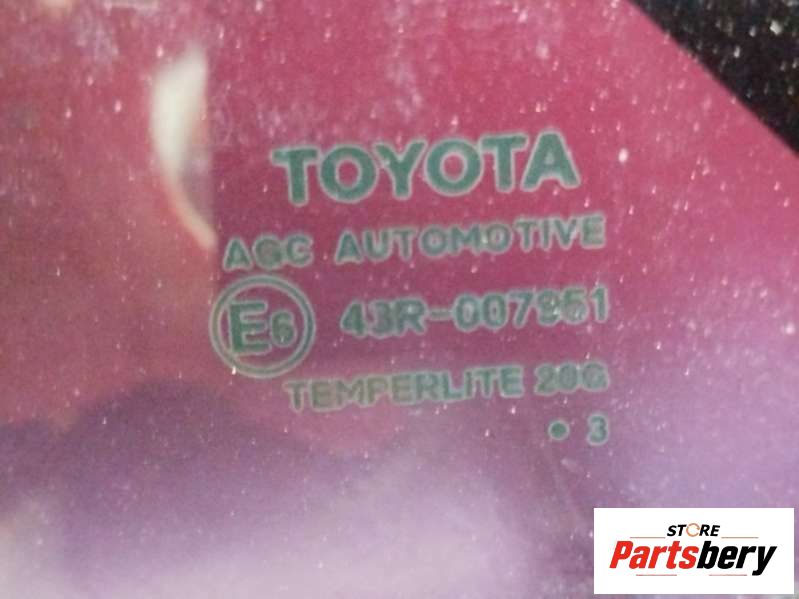 TOYOTA
AGC AUTOMOTIVE
E6 43R-007951
TEMPERLITE 20G
• 3
STORE
Partsbery